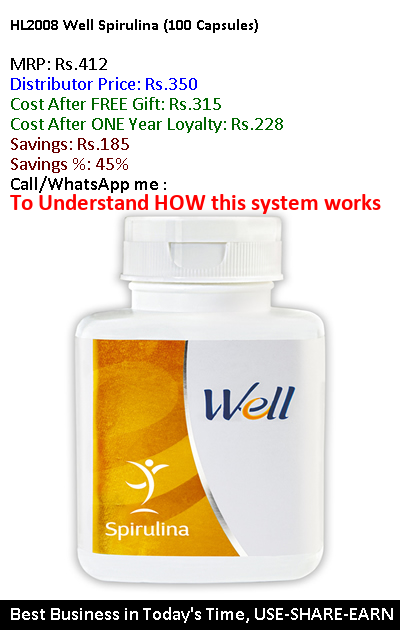 HL2008 Well Spirulina (100 Capsules)
MRP: Rs.412
Distributor Price: Rs.350
Cost After FREE Gift: Rs.315
Cost After ONE Year Loyalty: Rs.228
Savings: Rs.185
Savings %: 45%
Call/WhatsApp me :
To Understand HOW this system works
Well
Spirulina
Best Business in Today's Time, USE-SHARE-EARN